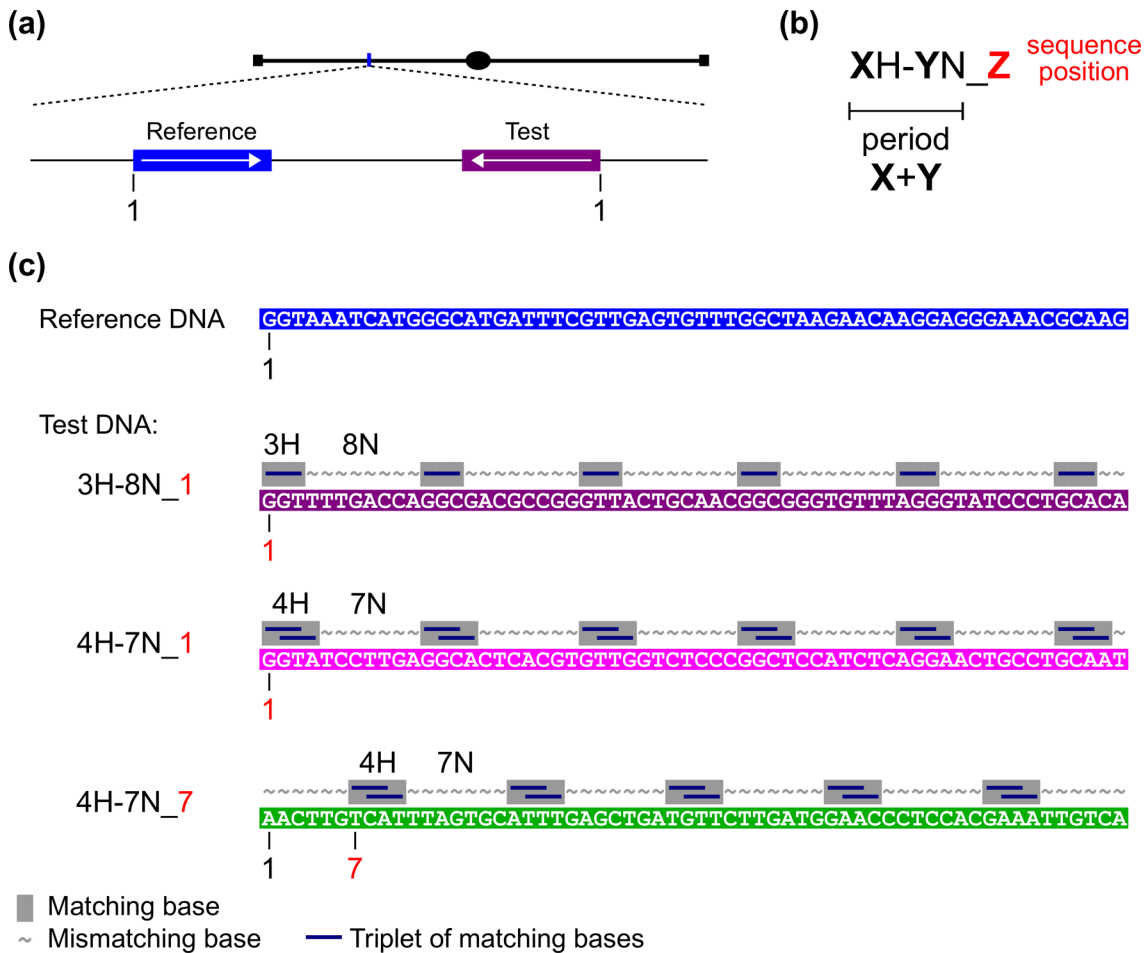 (a)
Reference
Test
1
1
(b)
XH-YN_Z
sequence
position
period
X+Y
(c)
Reference DNA
GGTAAATCATGGGCATGATTTCGTTGAGTGTTTGGCTAAGAACAAGGAGGGAAACGCAAG
1
Test DNA:
3H 8N
3H-8N_1
GGTTTTGACCAGGCGACGCCGGGTTACTGCAACGGCGGGTGTTTAGGGTATCCCTGCACA
1
4H 7N
4H-7N_1
GGTATCCTTGAGGCACTCACGTGTTGGTCTCCCGGCTCCATCTCAGGAACTGCCTGCAAT
1
4H 7N
4H-7N_7
AACTTGTCATTTAGTGCATTTGAGCTGATGTTCTTGATGGAACCCTCCACGAAATTGTCA
1 7
Matching base
~ Mismatching base
Triplet of matching bases